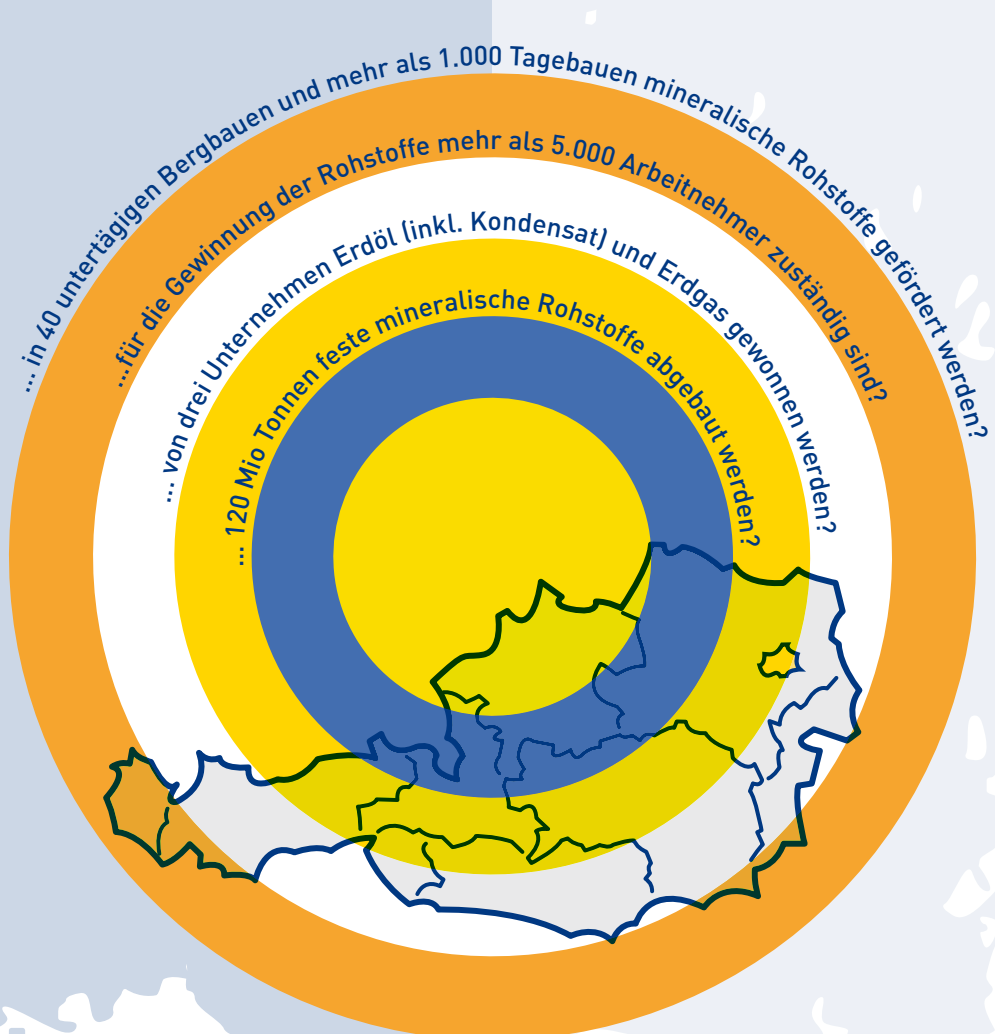 ... in 40 untertägigen Bergbauen und mehr als 1.000 Tagebauen mineralische Rohstoffe gefördert werden?
...für die Gewinnung der Rohstoffe mehr als 5.000 Arbeitnehmer zuständig sind?
... von drei Unternehmen Erdöl (inkl. Kondensat) und Erdgas gewonnen werden?
... 120 Mio Tonnen feste mineralische Rohstoffe abgebaut werden?